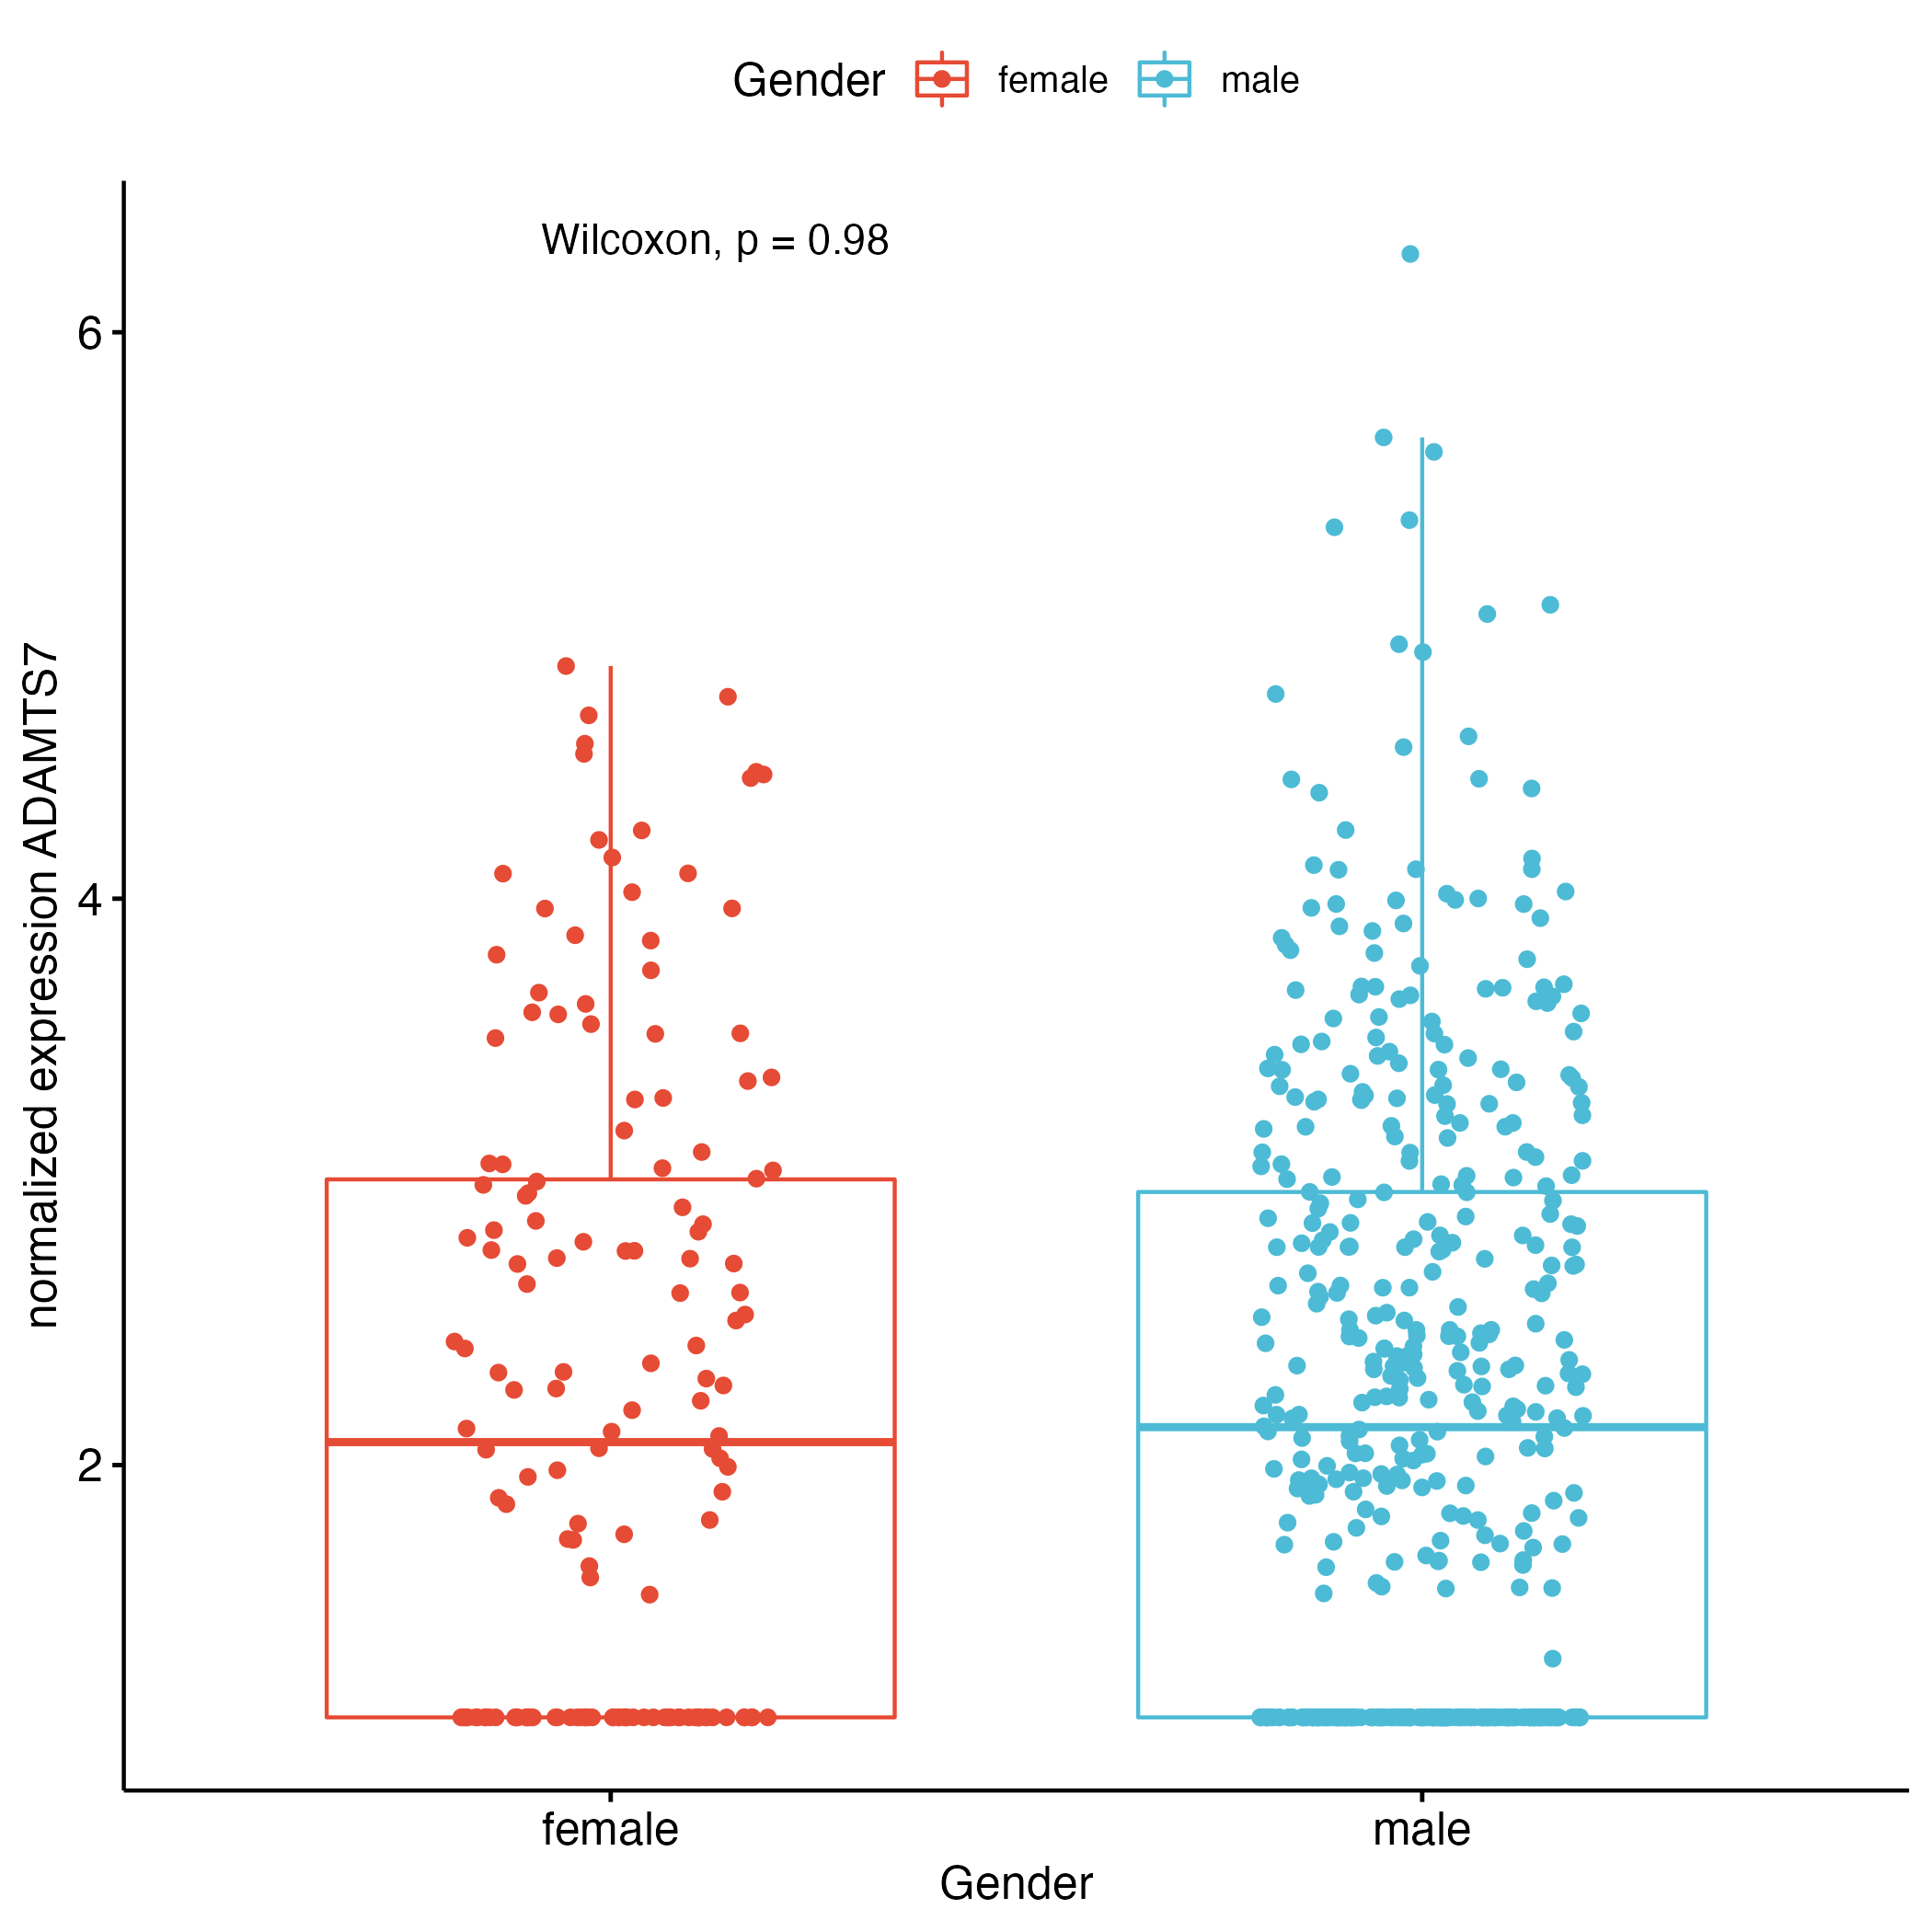 Gender female male
Wilcoxon, p = 0.98
normalized expression ADAMTS7
6
4
2
female male
Gender